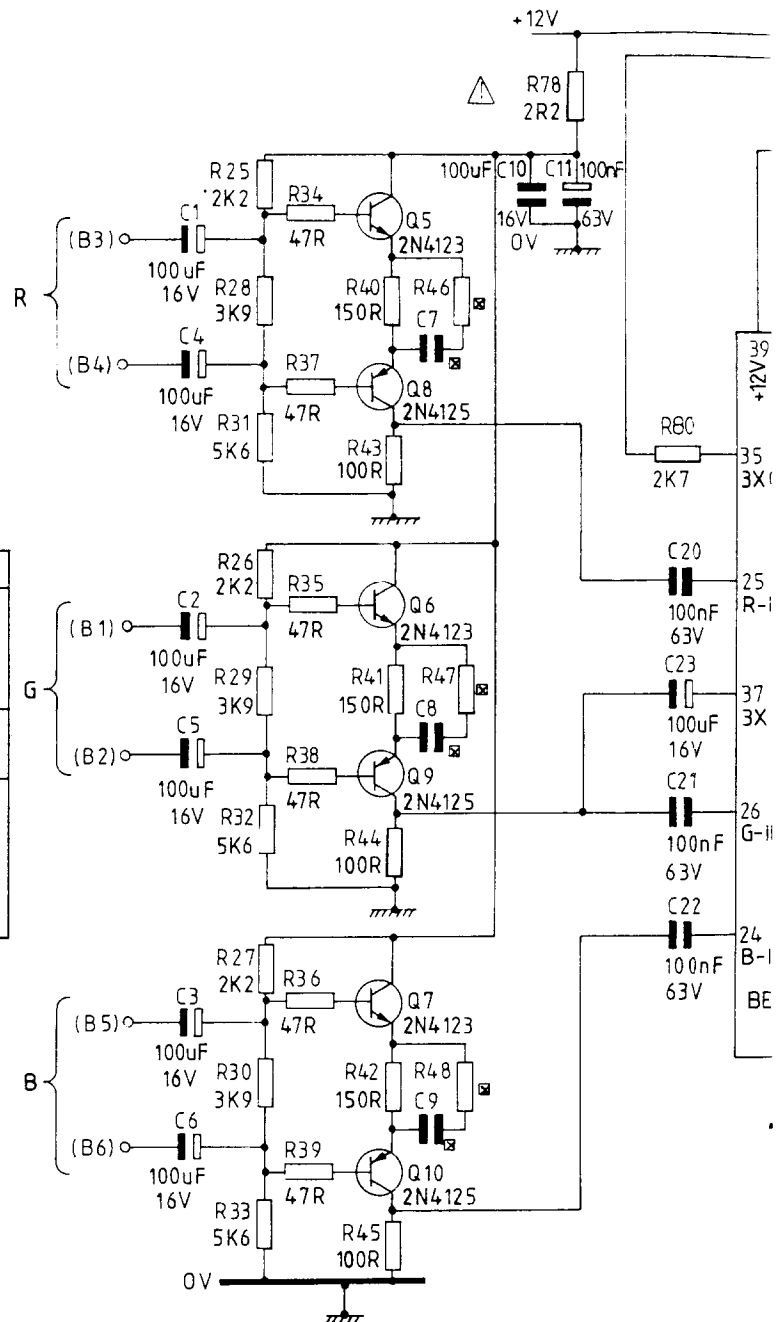 +12V
R78
2R2
100uF C10
C11 100nF
16V
0V
63V
R25
2K2
R34
47R
Q5
2N4123
C1
(B3)
100uF
16V
R28
3K9
R40
150R
R46
R
C7
C4
(B4)
100uF
16V
R37
47R
Q8
2N4125
R31
5K6
R43
100R
39
+12V
R80
2K7
35
3X
C20
100nF
63V
25
R-
R26
2K2
R35
47R
Q6
2N4123
C2
(B1)
100uF
16V
R29
3K9
R41
150R
R47
G
C8
C5
(B2)
100uF
16V
R38
47R
Q9
2N4125
R32
5K6
R44
100R
C23
100uF
16V
37
3X
C21
100nF
63V
26
G-
C22
100nF
63V
24
B-
BE
R27
2K2
R36
47R
Q7
2N4123
C3
(B5)
100uF
16V
R30
3K9
R42
150R
R48
B
C9
C6
(B6)
100uF
16V
R39
47R
Q10
2N4125
R33
5K6
R45
100R
0V